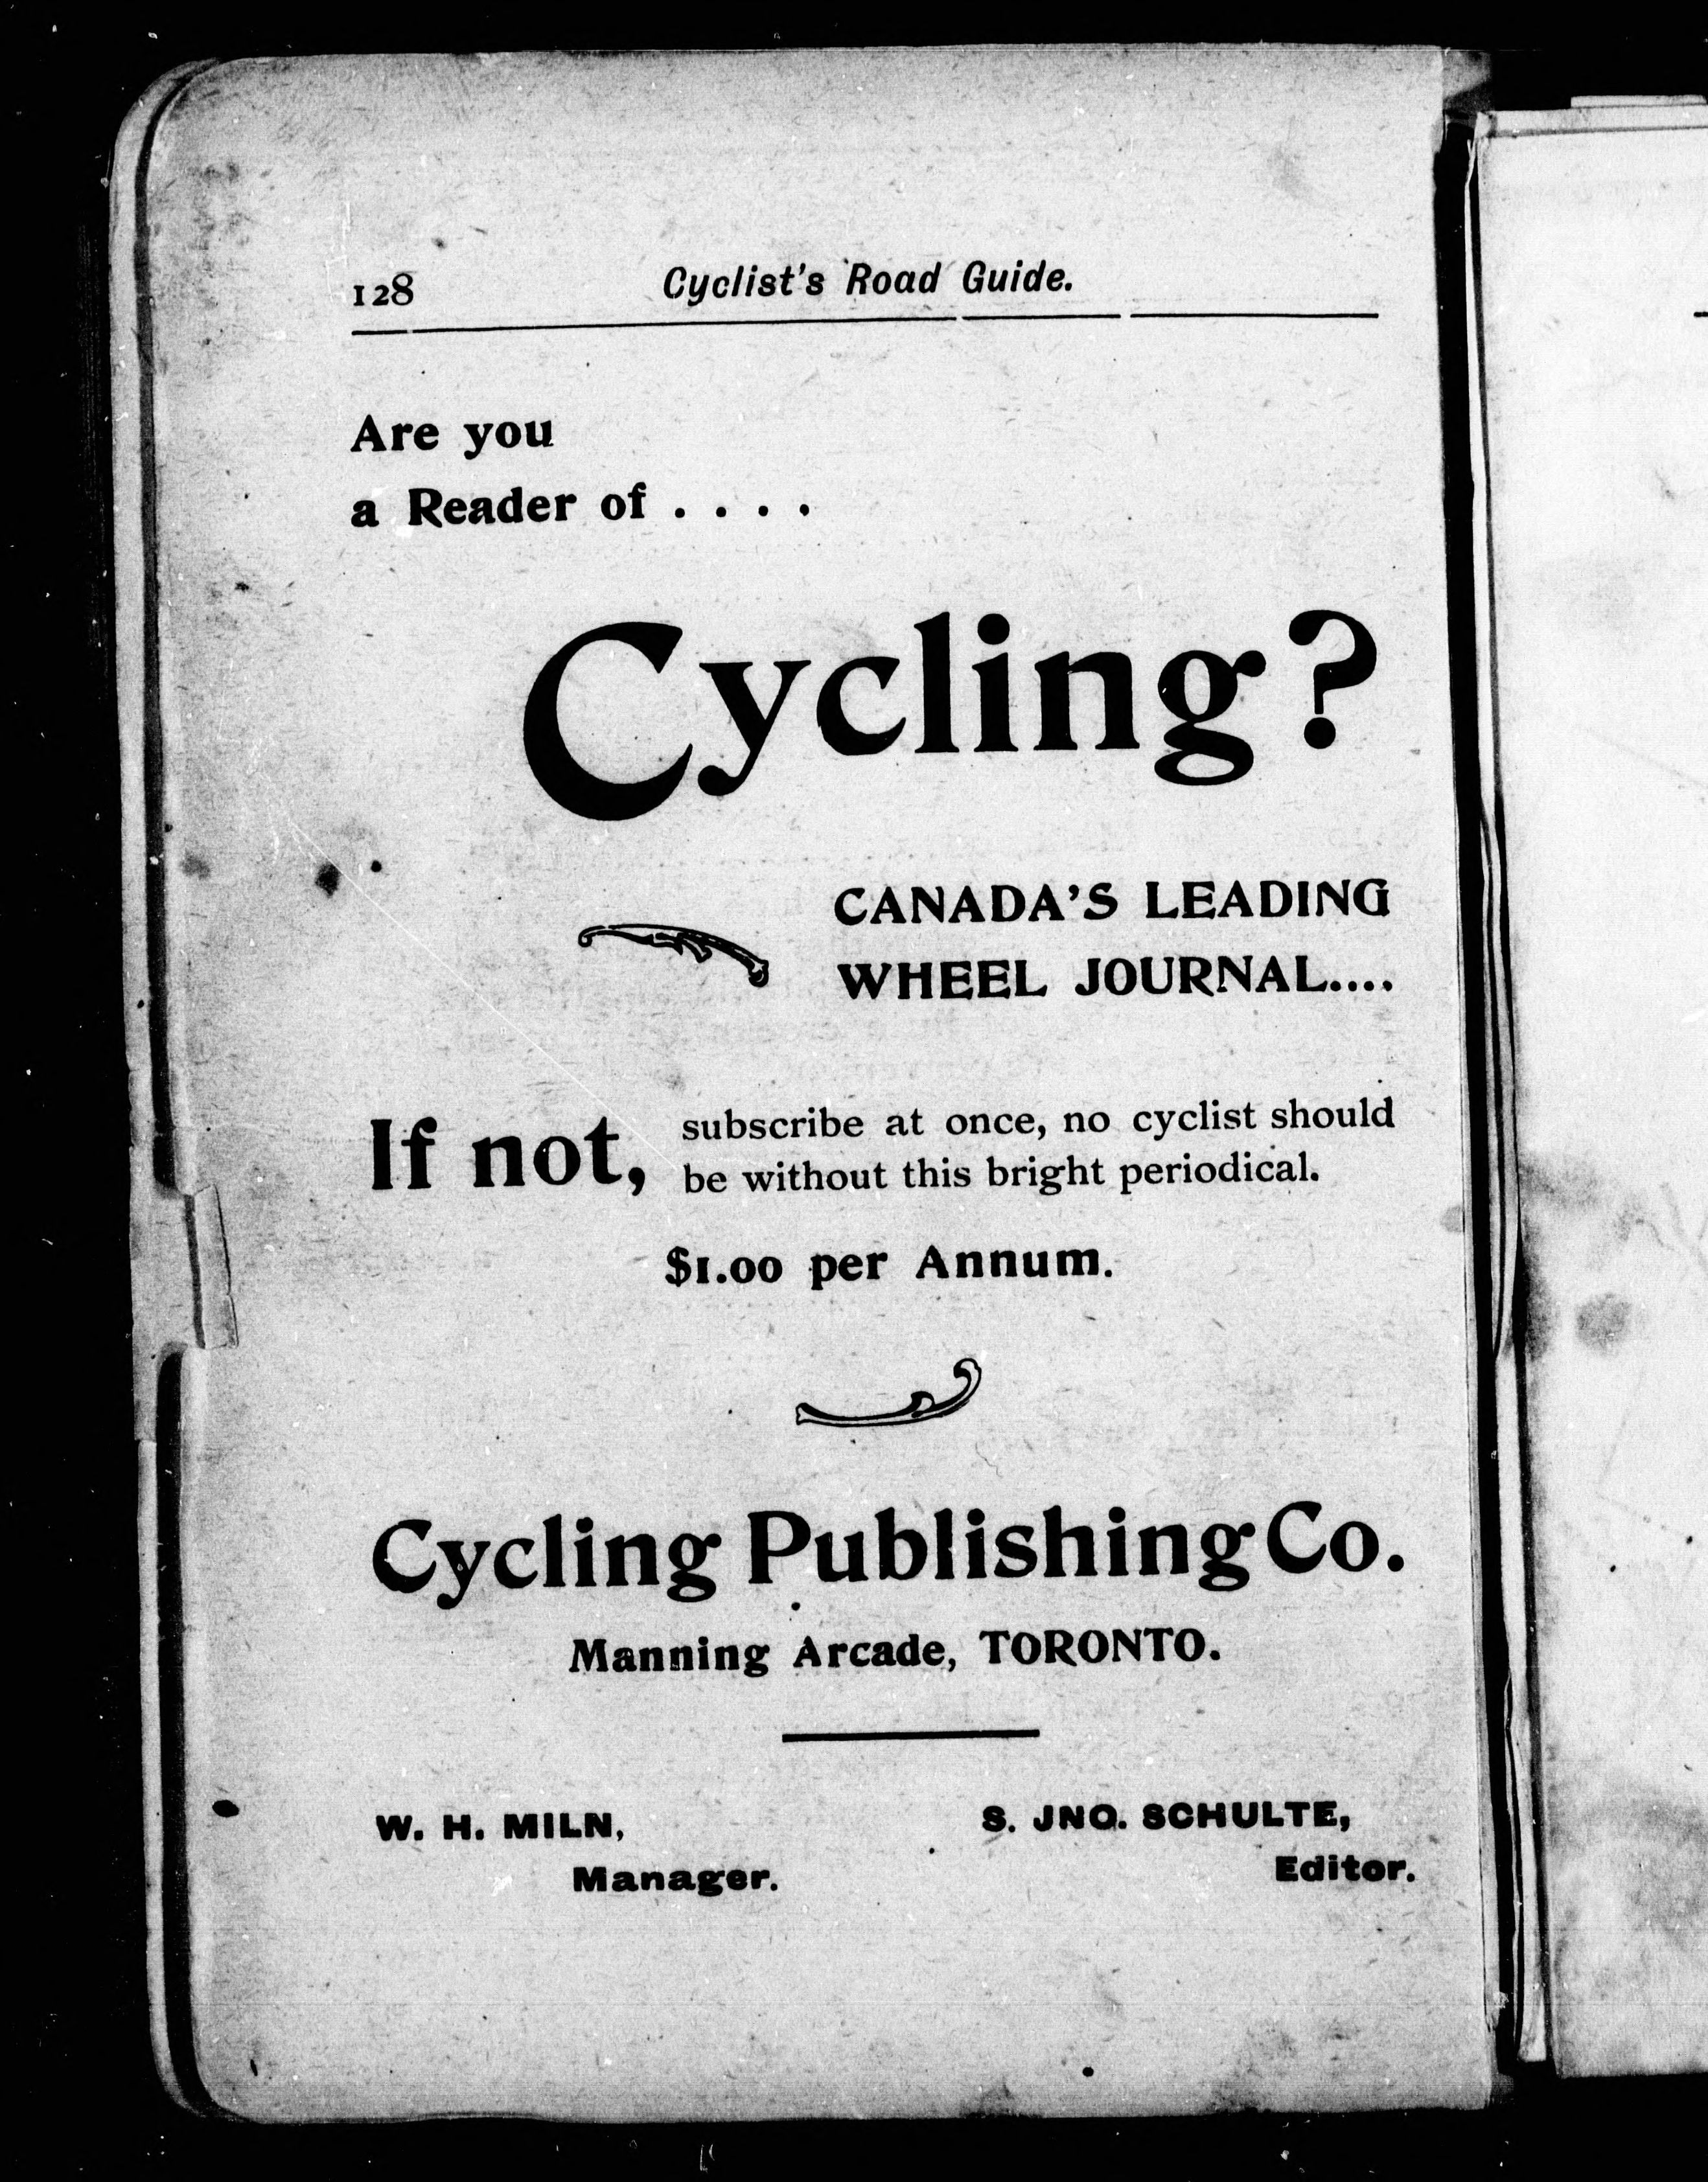 128 Cyclist's Road Guide.
Are you
a Reader of . . . .
Cycling?
CANADA'S LEADING
WHEEL JOURNAL....
If not, subscribe at once, no cyclist should
be without this bright periodical.
$1.00 per Annum.
Cycling Publishing Co.
Manning Arcade, TORONTO.
W. H. MILN, S. JNO. SCHULTE,
Manager. Editor.